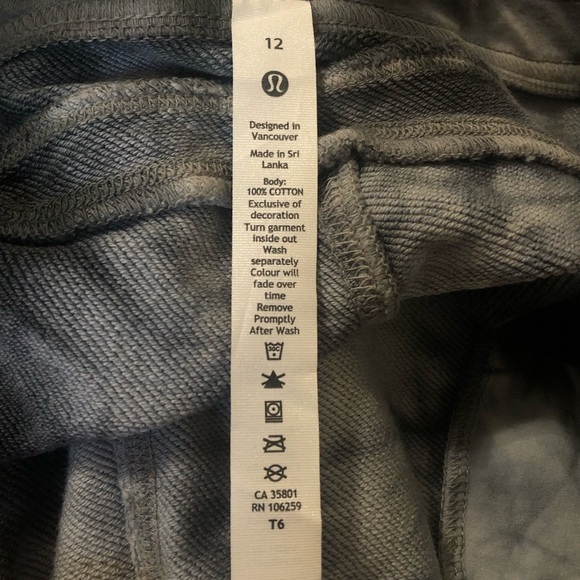 12
Designed in
Vancouver
Made in Sri
Lanka
Body:
100% COTTON
Exclusive of
decoration
Turn garment
inside out
Wash
separately
Colour will
fade over
time
Remove
Promptly
After Wash
30C
CA 35801
RN 106259
T6